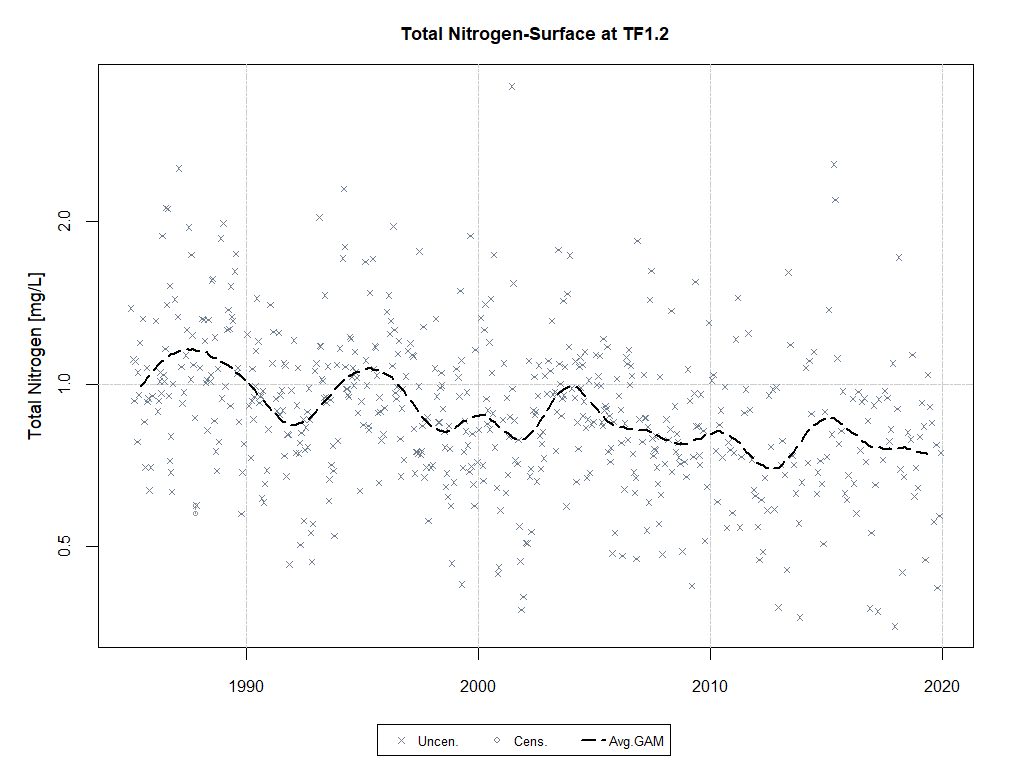 Total Nitrogen-Surface at TF1.2
Total Nitrogen [mg/L]
2.0
1.0
0.5
1990 2000 2010 2020
Uncen. Cens. Avg.GAM